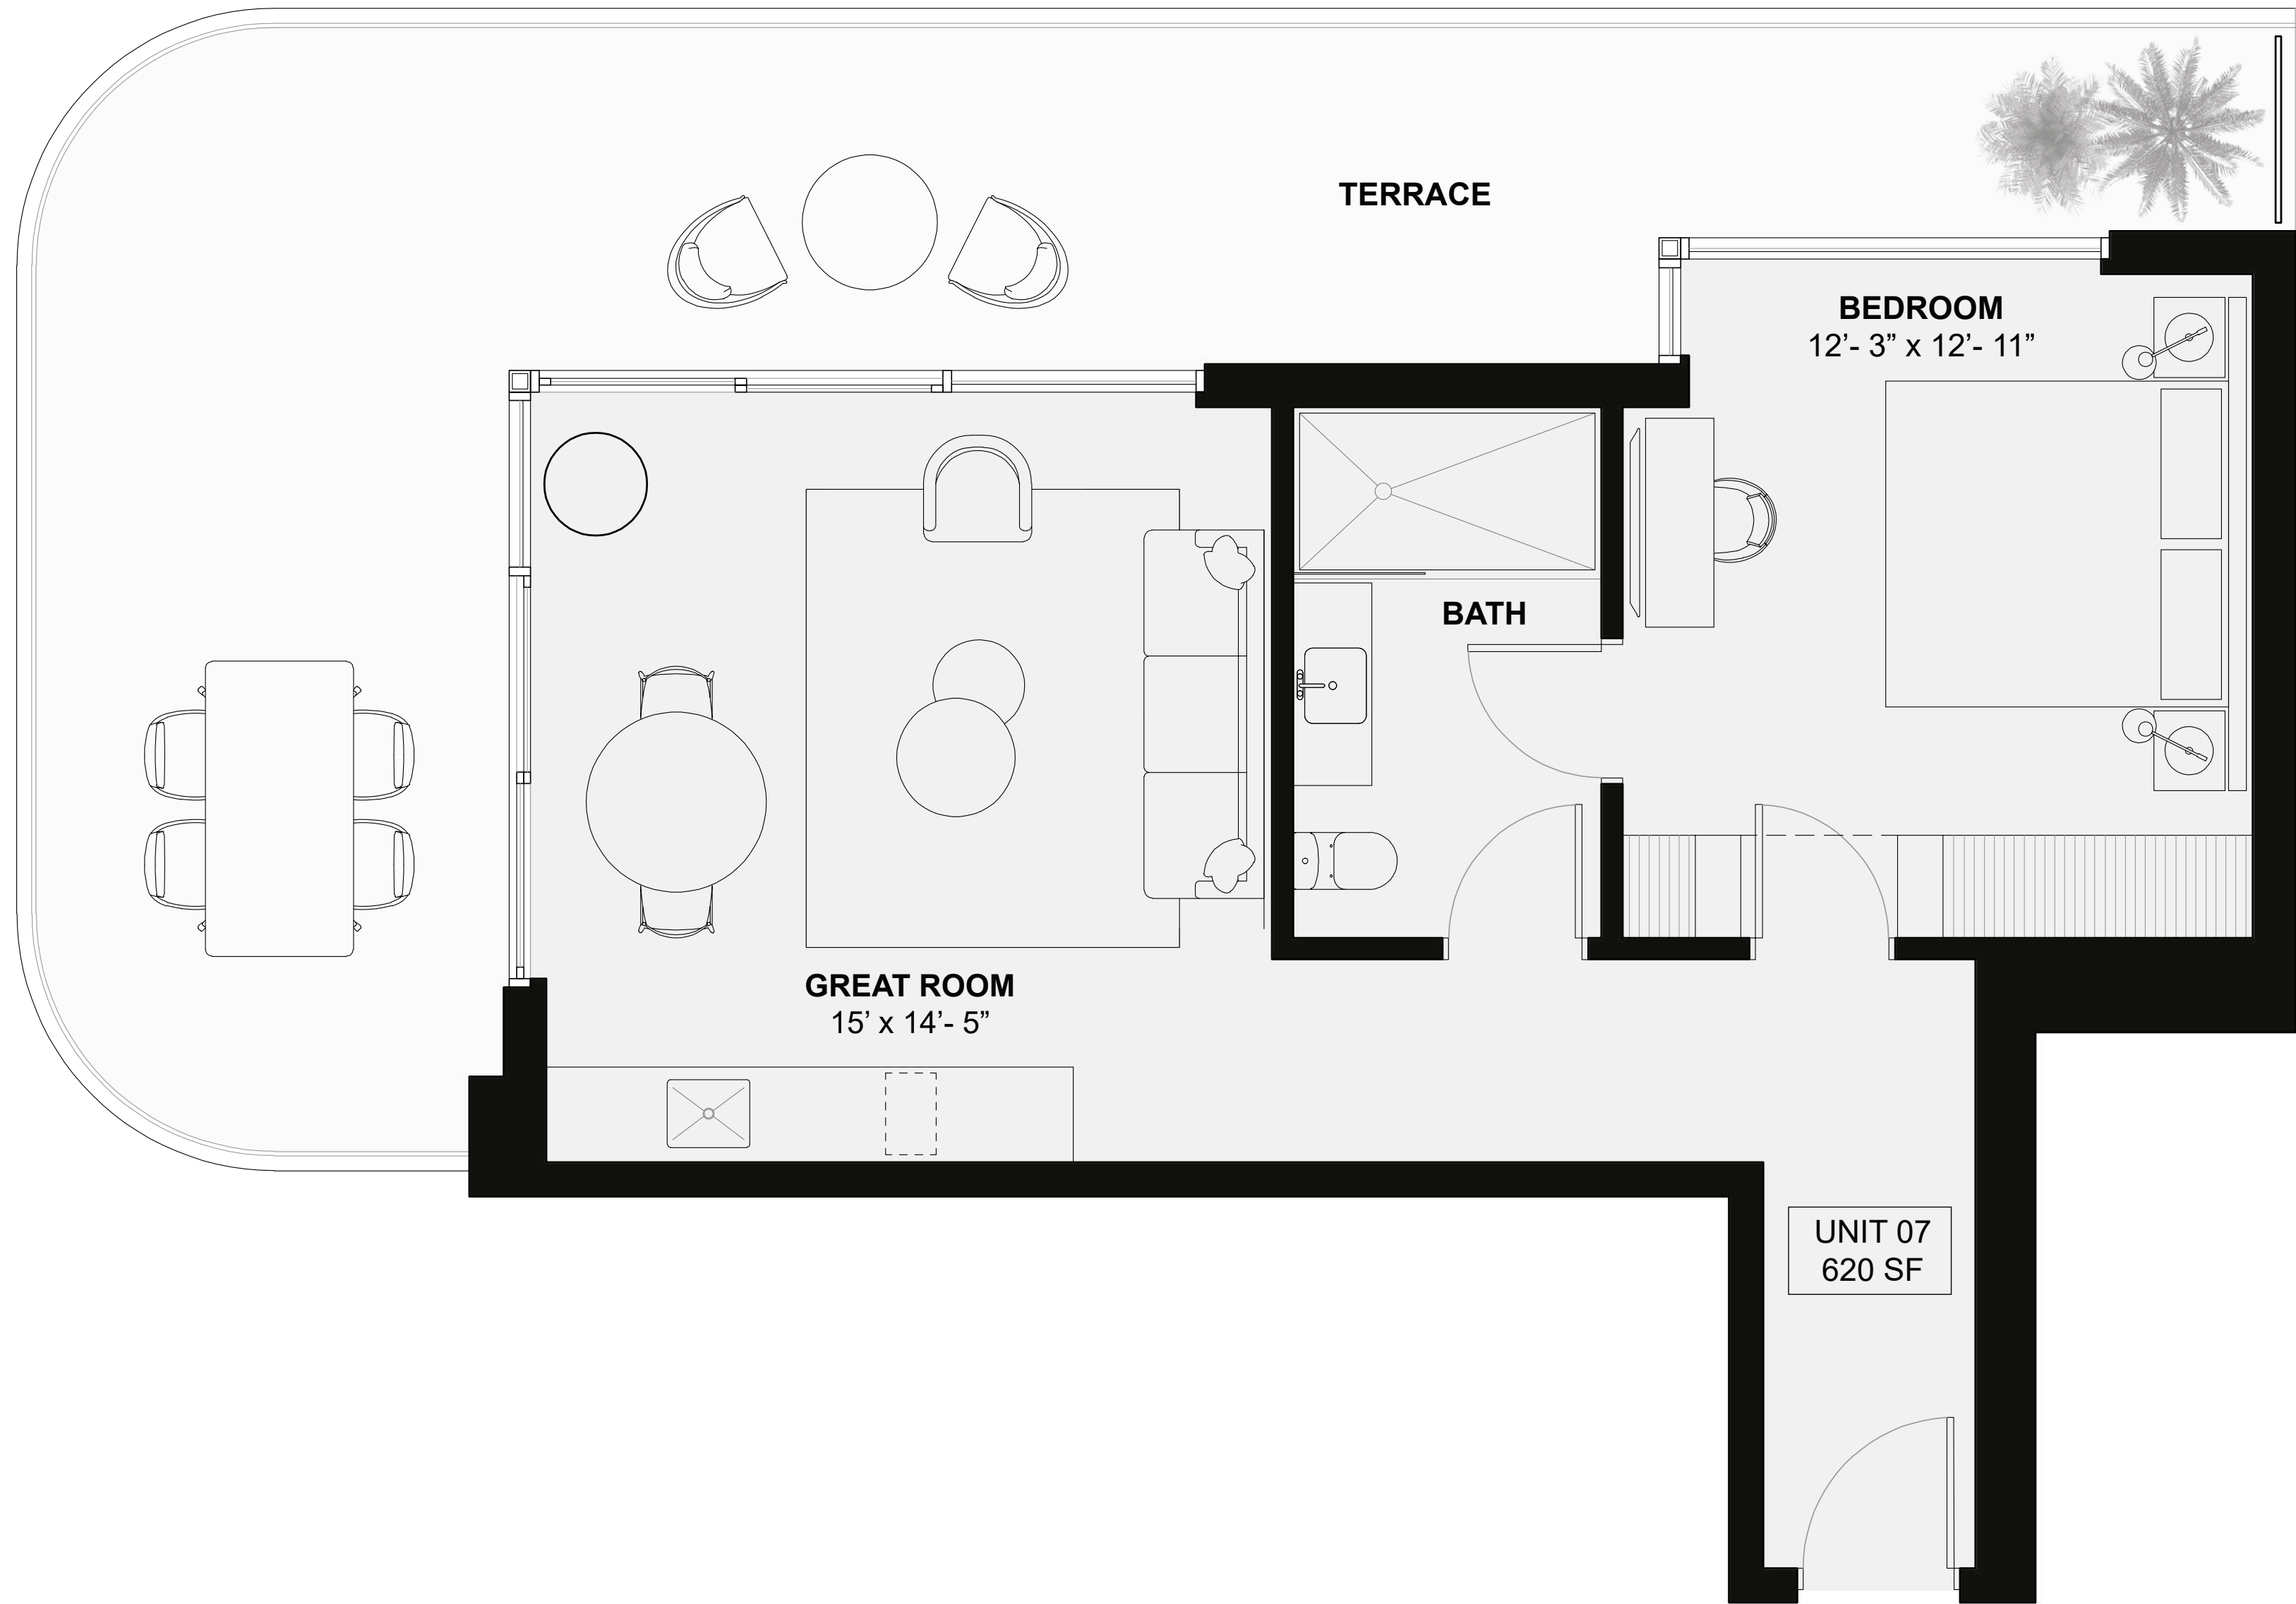 TERRACE
BEDROOM
12’- 3” x 12’- 11”
BATH
GREAT ROOM
15’ x 14’- 5”
UNIT 07
620 SF